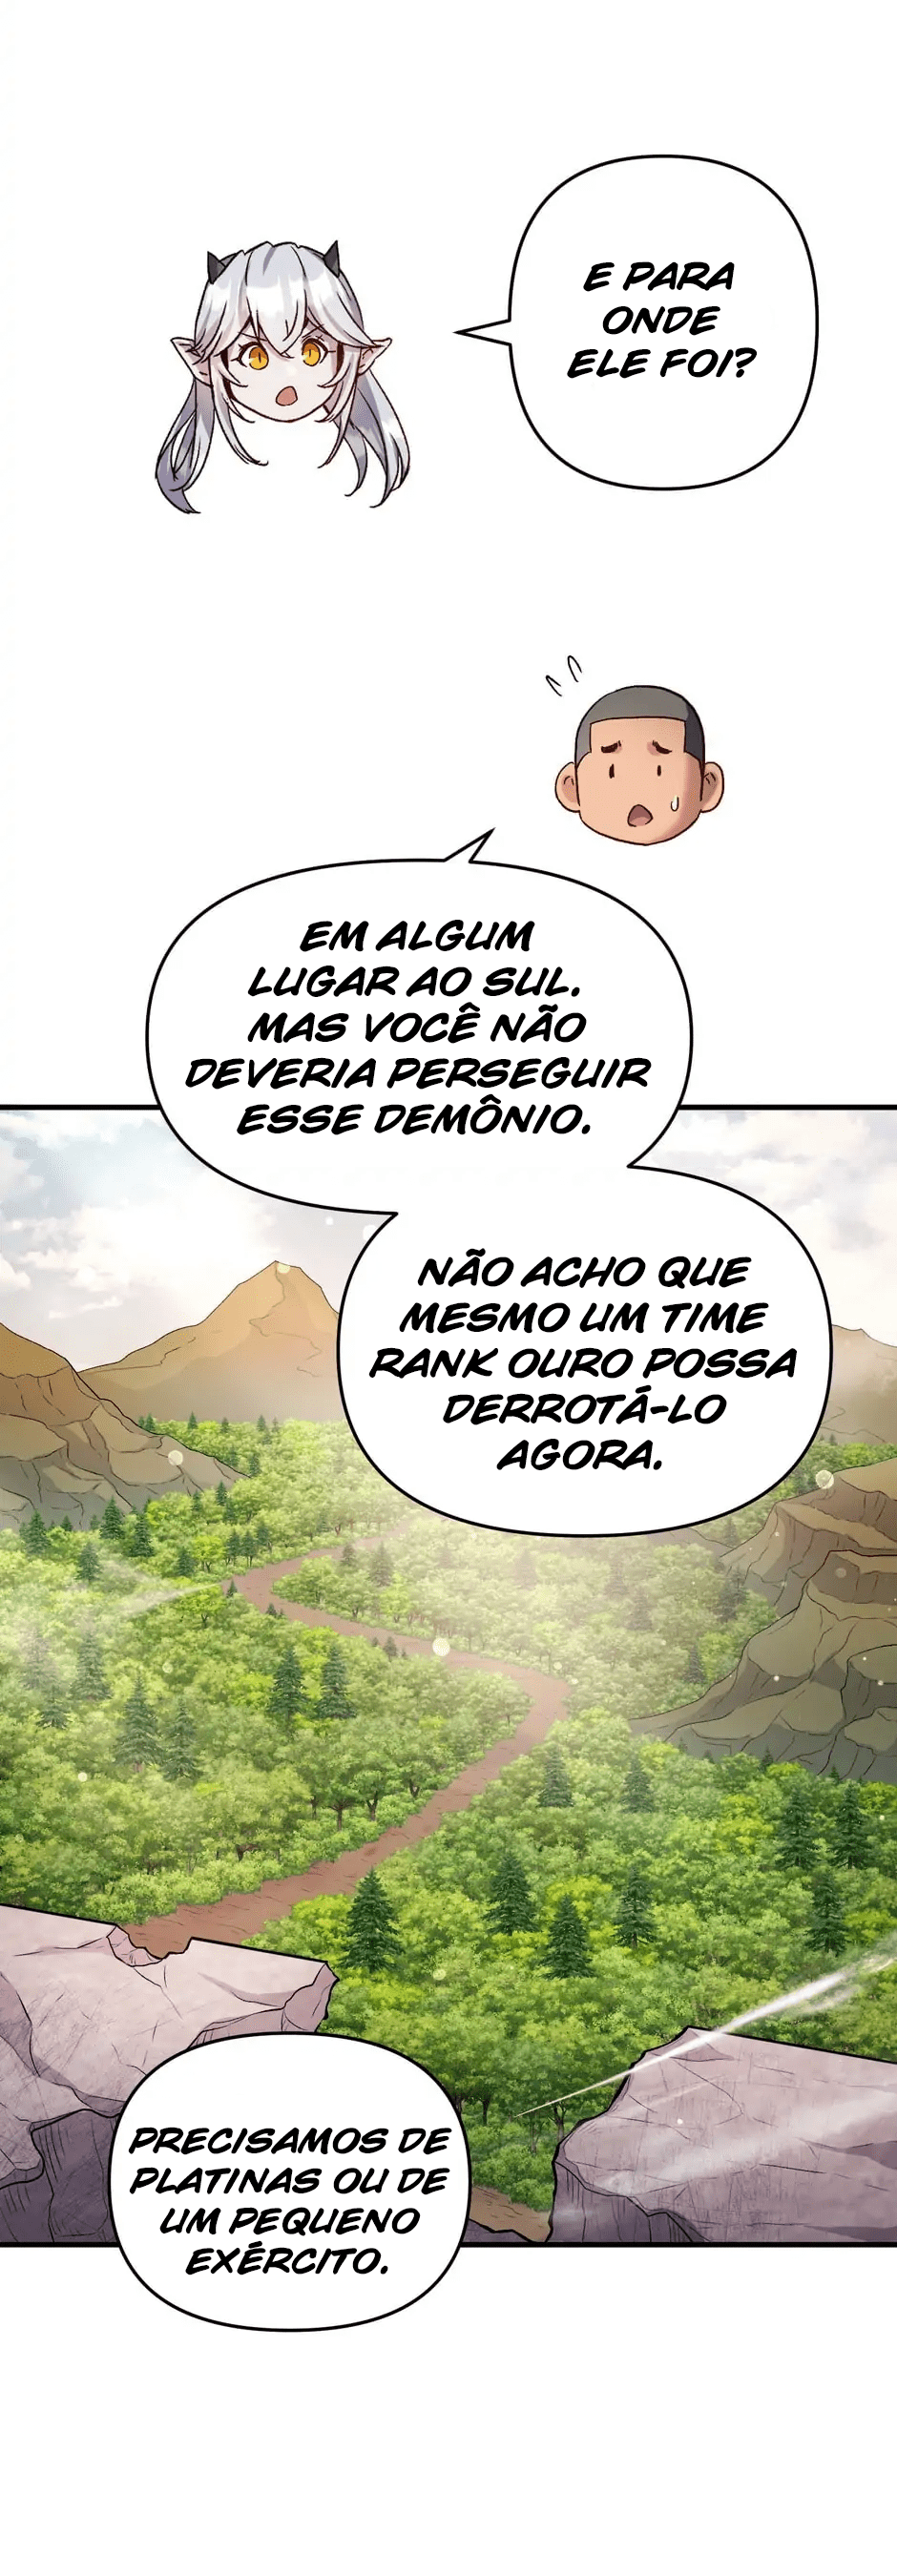 E PARA
ONDE
ELE FOI?
EM ALGUM
LUGAR AO SUL.
MAS VOCÊ NÃO
DEVERIA PERSEGUIR
ESSE DEMÔNIO.
NÃO ACHO QUE
MESMO UM TIME
RANK OURO POSSA
DERROTÁ-LO
AGORA.
PRECISAMOS DE
PLATINAS OU DE
UM PEQUENO
EXÉRCITO.